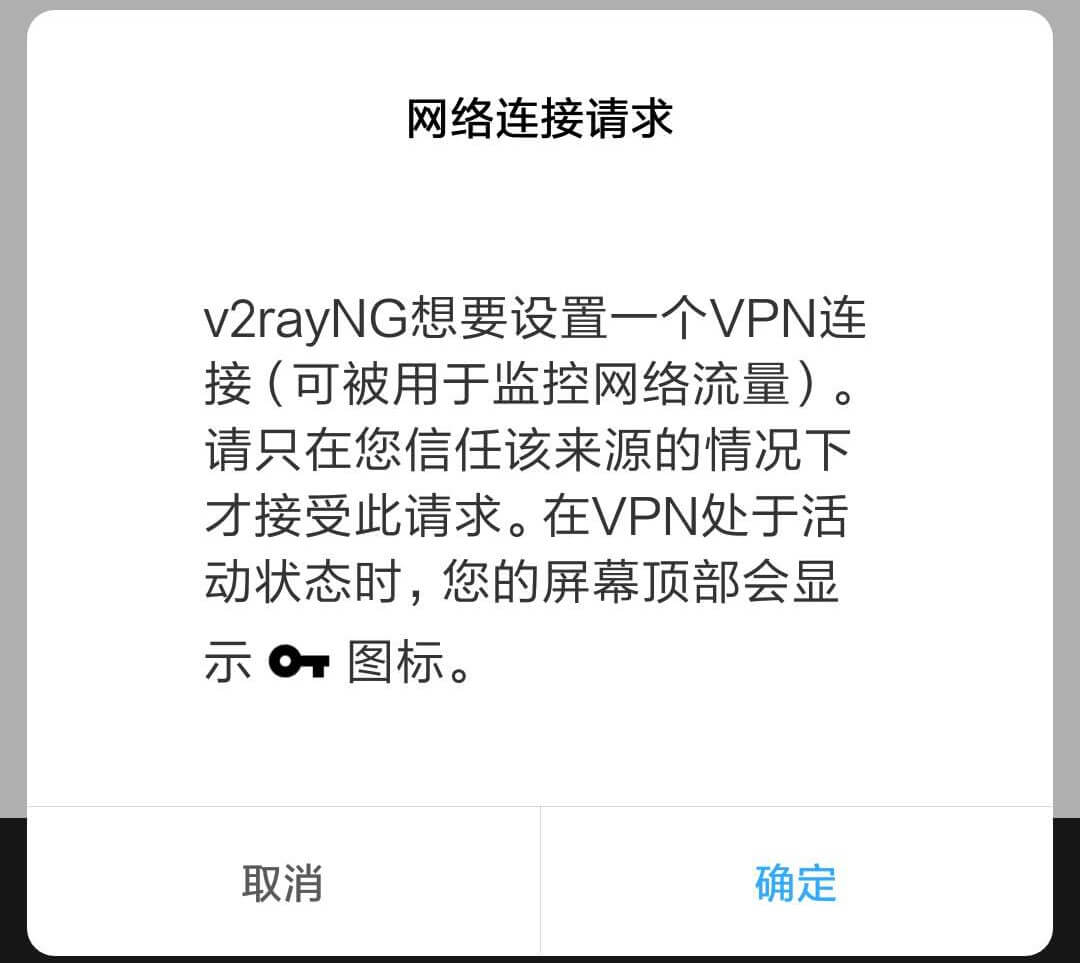 网络连接请求
v2rayNG想要设置一个VPN连
接（可被用于监控网络流量）。
请只在您信任该来源的情况下
才接受此请求。在VPN处于活
动状态时，您的屏幕顶部会显
示 图标。
取消
确定